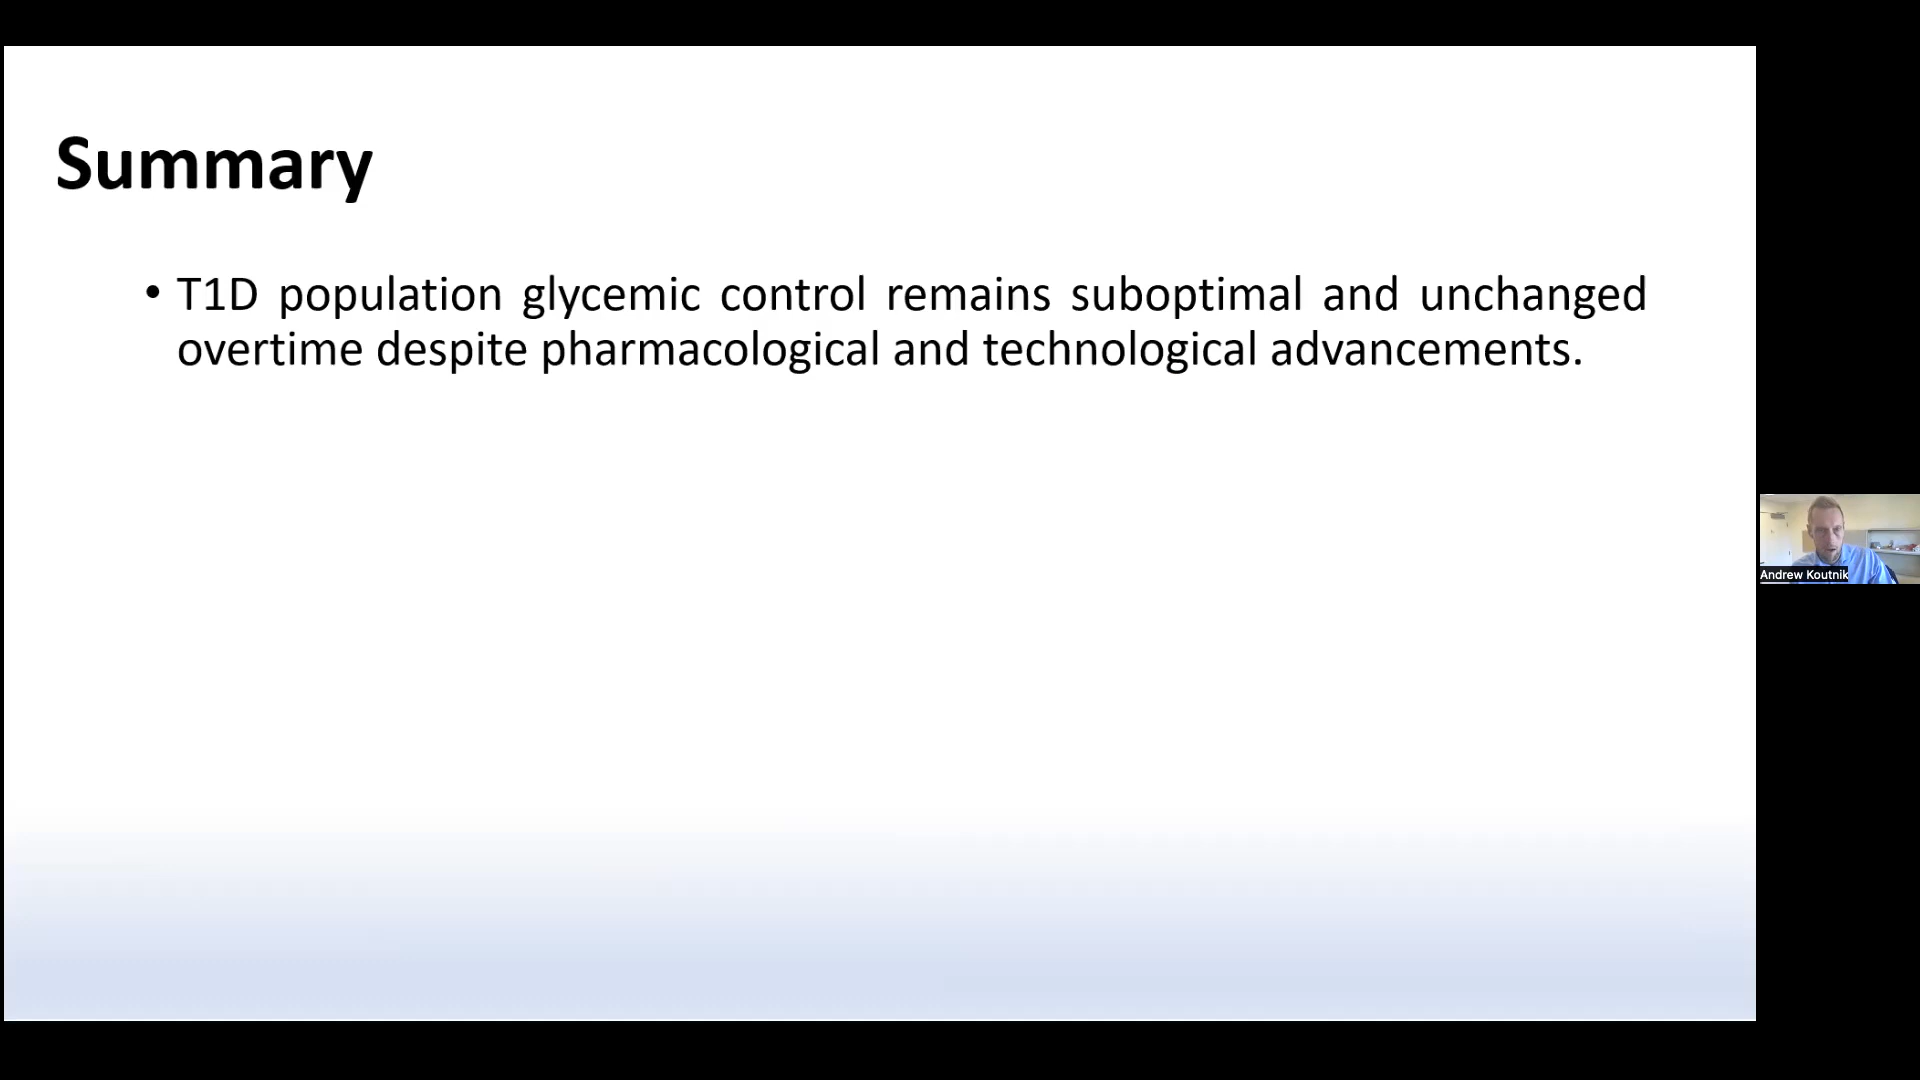 Summary
• T1D population glycemic control remains suboptimal and unchanged
overtime despite pharmacological and technological advancements.
Andrew Koutnik